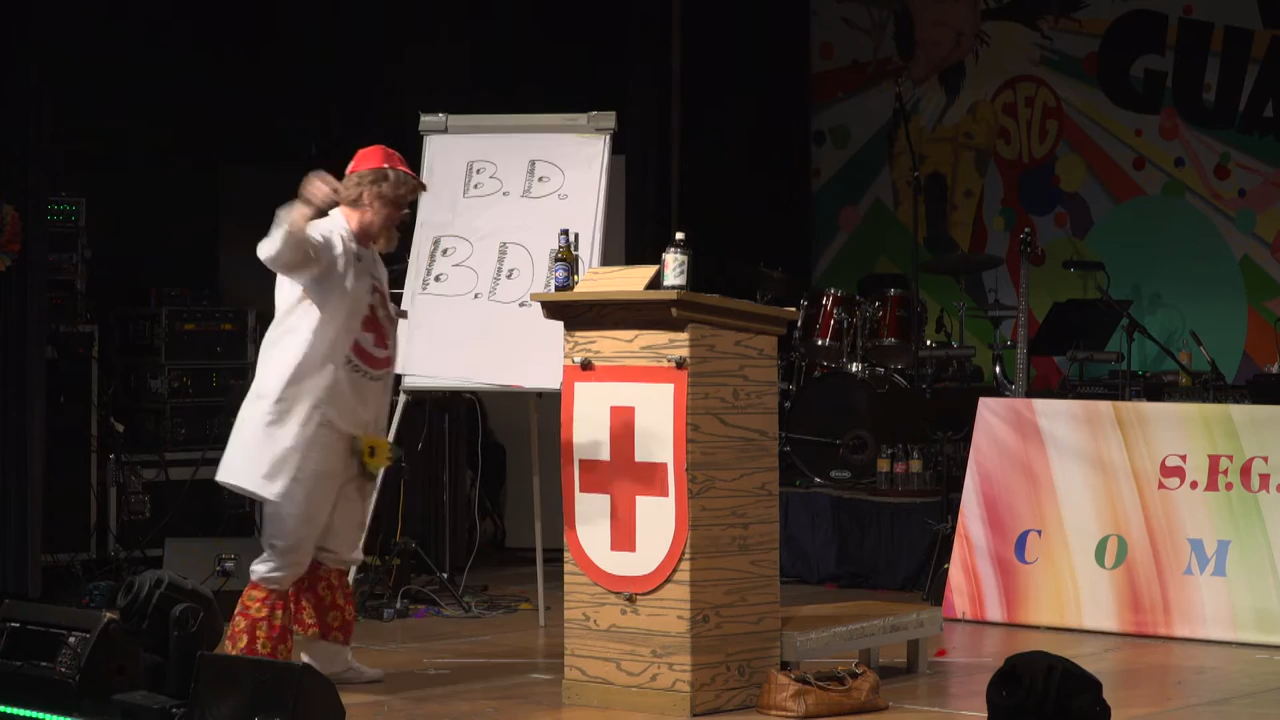 B. D.
B. D.
SFG
GUA
S.F.G.
C O M